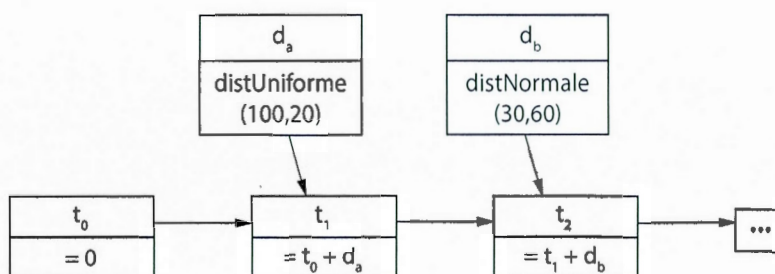 d_a
distUniforme
(100,20)
d_b
distNormale
(30,60)
t_0
= 0
t_1
= t_0 + d_a
t_2
= t_1 + d_b
...